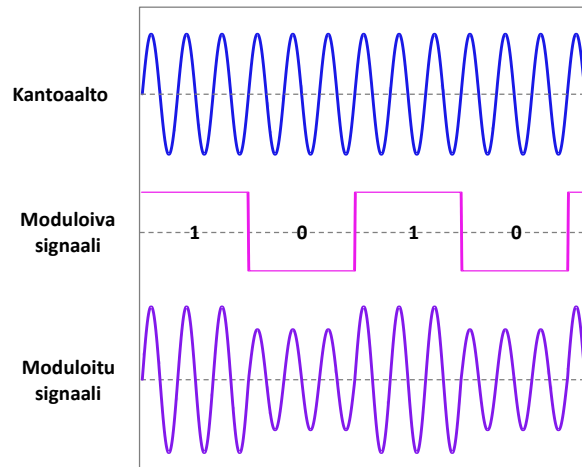 Kantoaalto
Moduloiva
signaali
1 0 1 0
Moduloitu
signaali